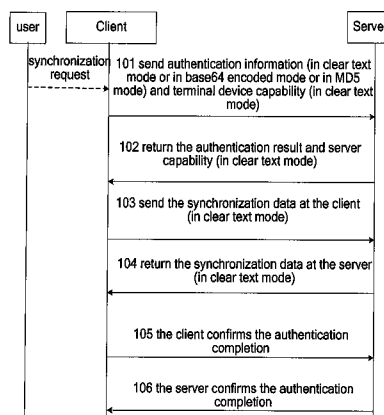 user
Client
Server
synchronization
request
101 send authentication information (in clear text
mode or in base64 encoded mode or in MD5
mode) and terminal device capability (in clear text
mode)
102 return the authentication result and server
capability (in clear text mode)
103 send the synchronization data at the client
(in clear text mode)
104 return the synchronization data at the server
(in clear text mode)
105 the client confirms the authentication
completion
106 the server confirms the authentication
completion